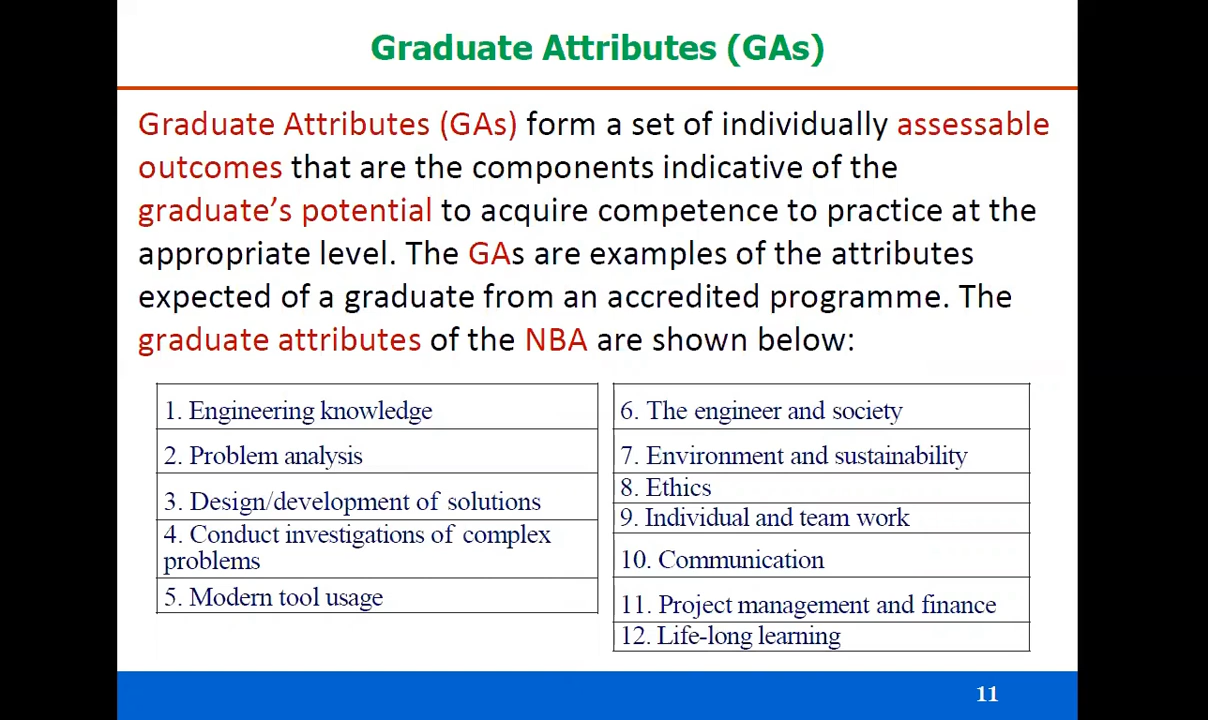 Graduate Attributes (GAs)
Graduate Attributes (GAs) form a set of individually assessable
outcomes that are the components indicative of the
graduate’s potential to acquire competence to practice at the
appropriate level. The GAs are examples of the attributes
expected of a graduate from an accredited programme. The
graduate attributes of the NBA are shown below:
1. Engineering knowledge
2. Problem analysis
3. Design/development of solutions
4. Conduct investigations of complex
problems
5. Modern tool usage
6. The engineer and society
7. Environment and sustainability
8. Ethics
9. Individual and team work
10. Communication
11. Project management and finance
12. Life-long learning
11